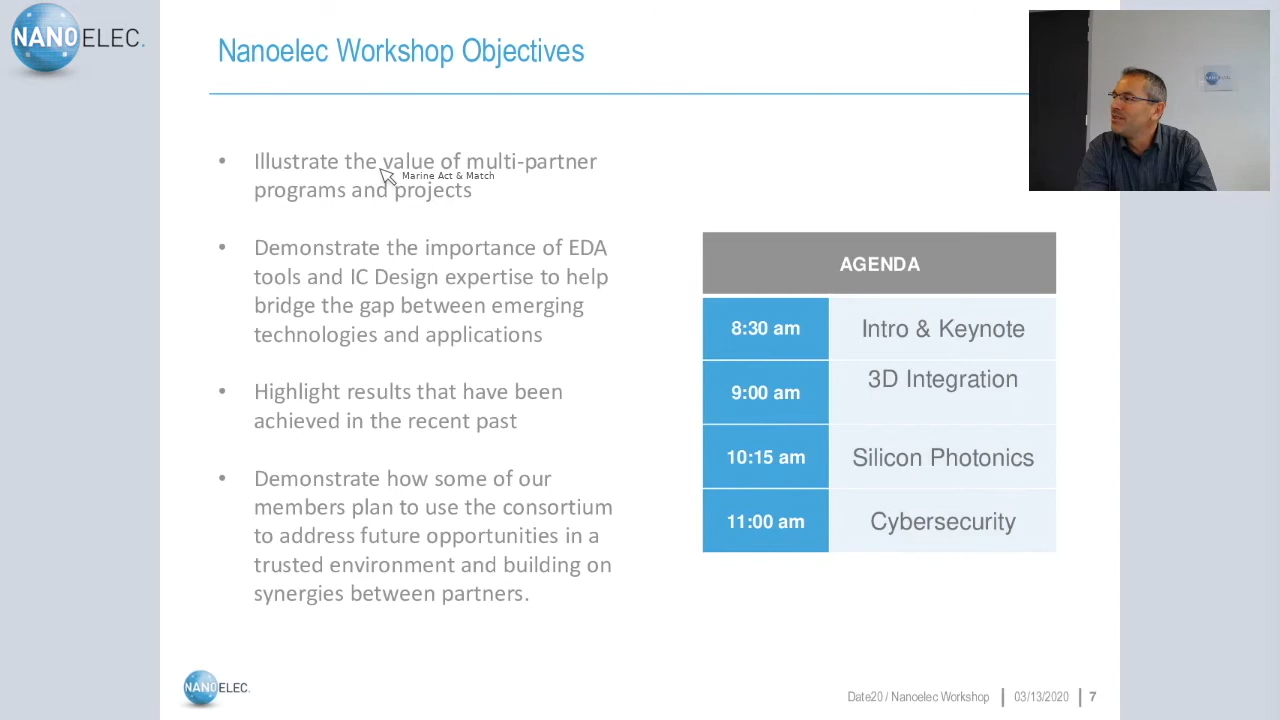 NANOELEC.
Nanoelec Workshop Objectives
NANOELEC.
• Illustrate the value of multi-partner
Marine Act & Match
programs and projects
• Demonstrate the importance of EDA
tools and IC Design expertise to help
bridge the gap between emerging
technologies and applications
• Highlight results that have been
achieved in the recent past
• Demonstrate how some of our
members plan to use the consortium
to address future opportunities in a
trusted environment and building on
synergies between partners.
AGENDA
8:30 am Intro & Keynote
9:00 am 3D Integration
10:15 am Silicon Photonics
11:00 am Cybersecurity
NANOELEC.
Date20 / Nanoelec Workshop | 03/13/2020 | 7